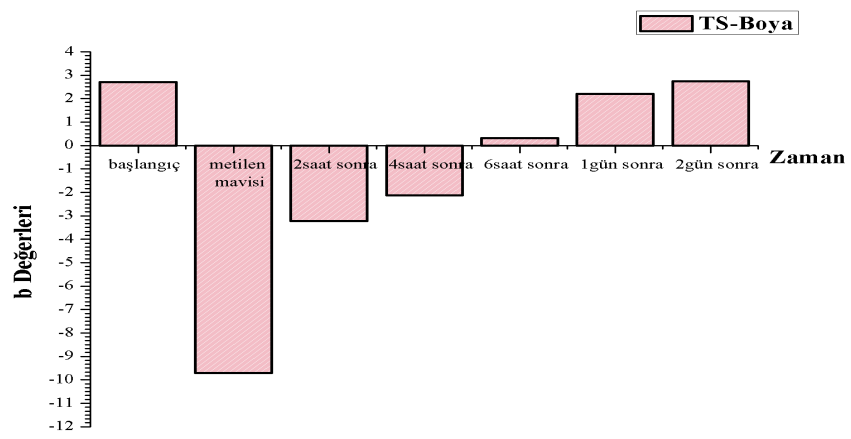 TS-Boya
4
3
2
1
0
-1
-2
-3
-4
-5
-6
-7
-8
-9
-10
-11
-12
b Değerleri
başlangıç
metilen
mavisi
2saat sonra
4saat sonra
6saat sonra
1gün sonra
2gün sonra
Zaman